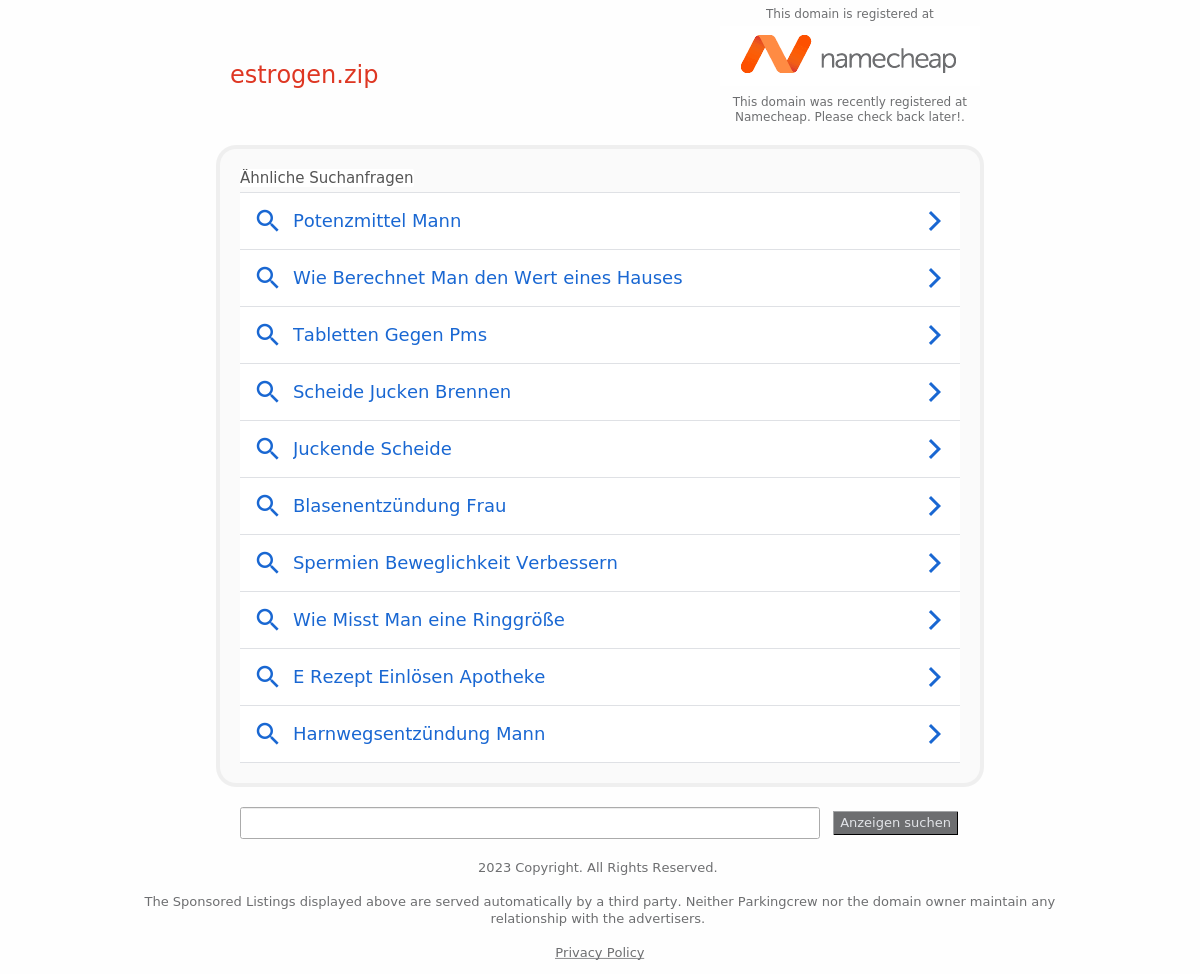 This domain is registered at
namecheap
estrogen.zip
This domain was recently registered at
Namecheap. Please check back later!.
Ähnliche Suchanfragen
Potenzmittel Mann
Wie Berechnet Man den Wert eines Hauses
Tabletten Gegen Pms
Scheide Jucken Brennen
Juckende Scheide
Blasenentzündung Frau
Spermien Beweglichkeit Verbessern
Wie Misst Man eine Ringgröße
E Rezept Einlösen Apotheke
Harnwegsentzündung Mann
Anzeigen suchen
2023 Copyright. All Rights Reserved.
The Sponsored Listings displayed above are served automatically by a third party. Neither Parkingcrew nor the domain owner maintain any
relationship with the advertisers.
Privacy Policy